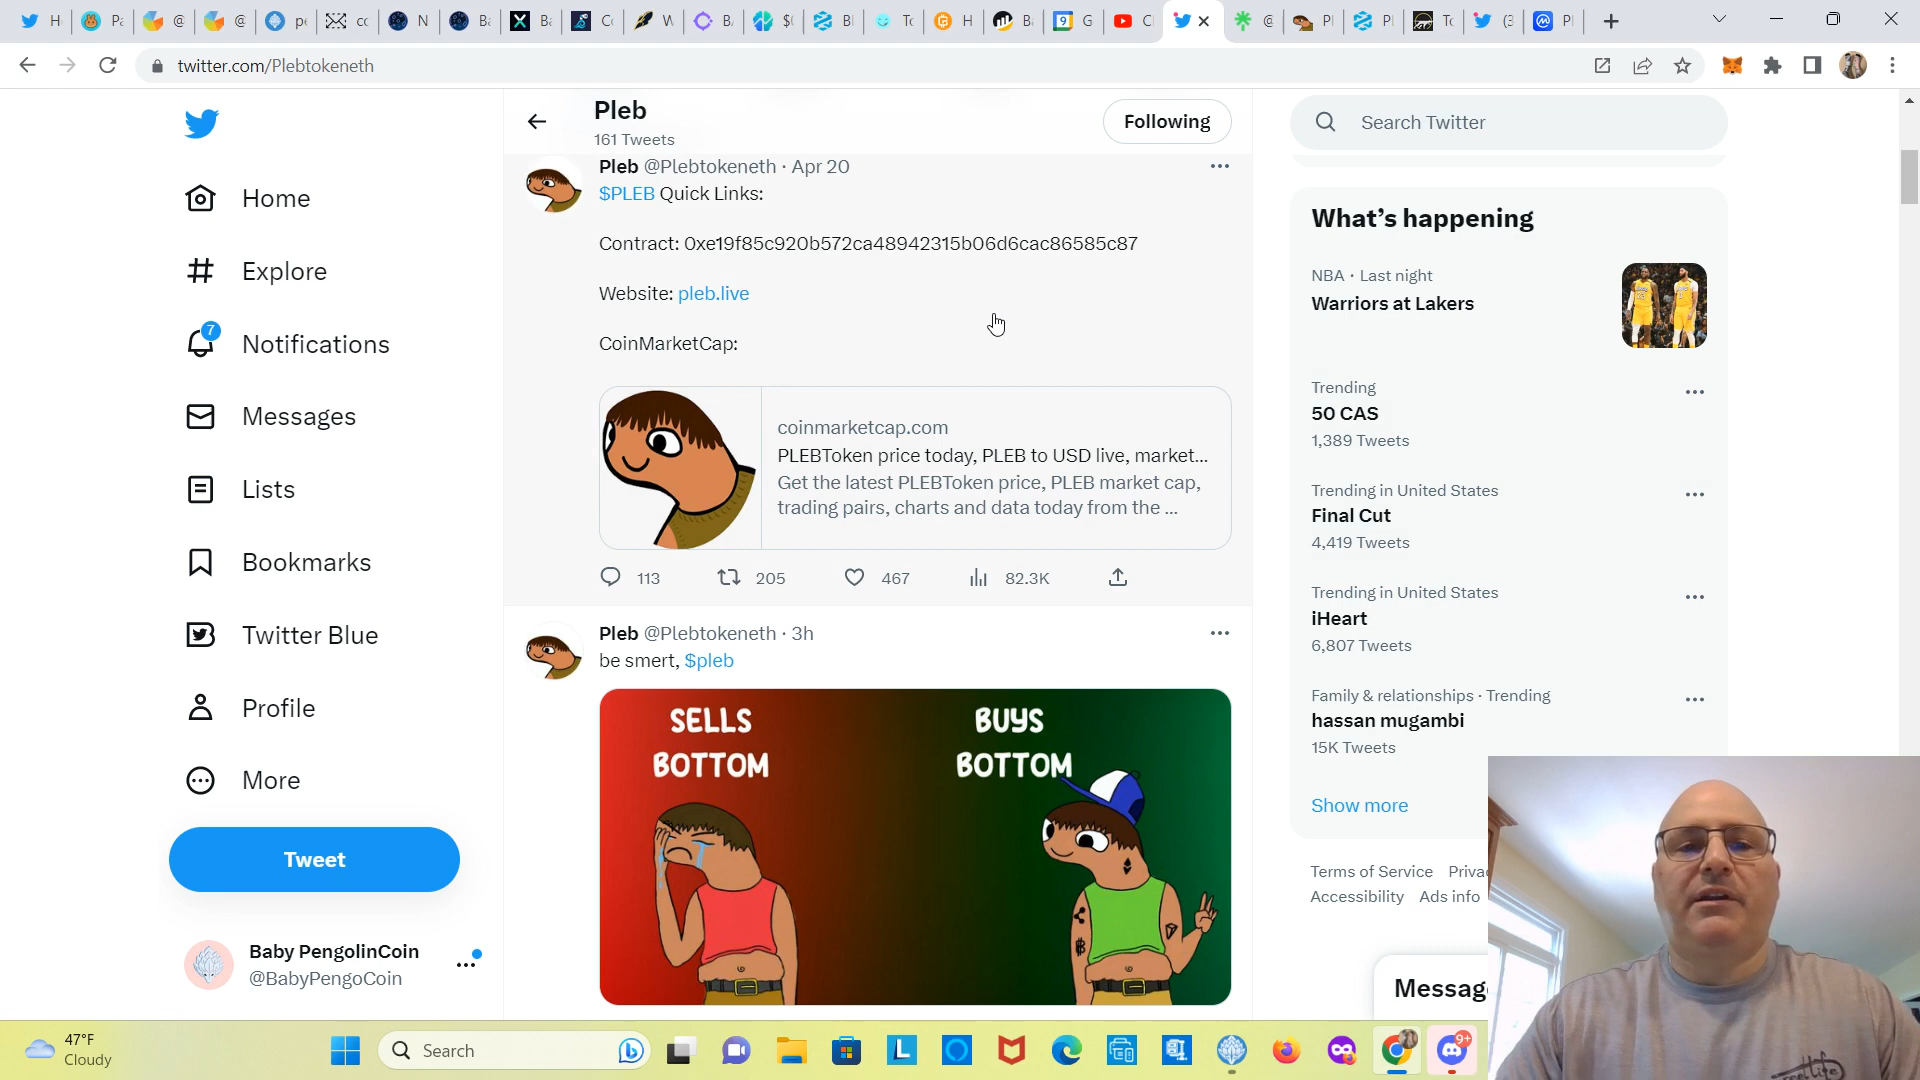 twitter.com/Plebtokeneth
Pleb
161 Tweets
Following
Search Twitter
Home
Explore
7
Notifications
Messages
Lists
Bookmarks
Twitter Blue
Profile
More
Tweet
Baby PengolinCoin
@BabyPengoCoin
Pleb @Plebtokeneth · Apr 20
$PLEB Quick Links:
Contract: 0xe19f85c920b572ca48942315b06d6cac86585c87
Website: pleb.live
CoinMarketCap:
coinmarketcap.com
PLEBToken price today, PLEB to USD live, market...
Get the latest PLEBToken price, PLEB market cap,
trading pairs, charts and data today from the ...
113 205 467 82.3K
Pleb @Plebtokeneth · 3h
be smert, $pleb
SELLS
BOTTOM
BUYS
BOTTOM
What's happening
NBA · Last night
Warriors at Lakers
Trending
50 CAS
1,389 Tweets
Trending in United States
Final Cut
4,419 Tweets
Trending in United States
iHeart
6,807 Tweets
Family & relationships · Trending
hassan mugambi
15K Tweets
Show more
Terms of Service Priva
Accessibility Ads info
Messag
47°F
Cloudy
Search
9+